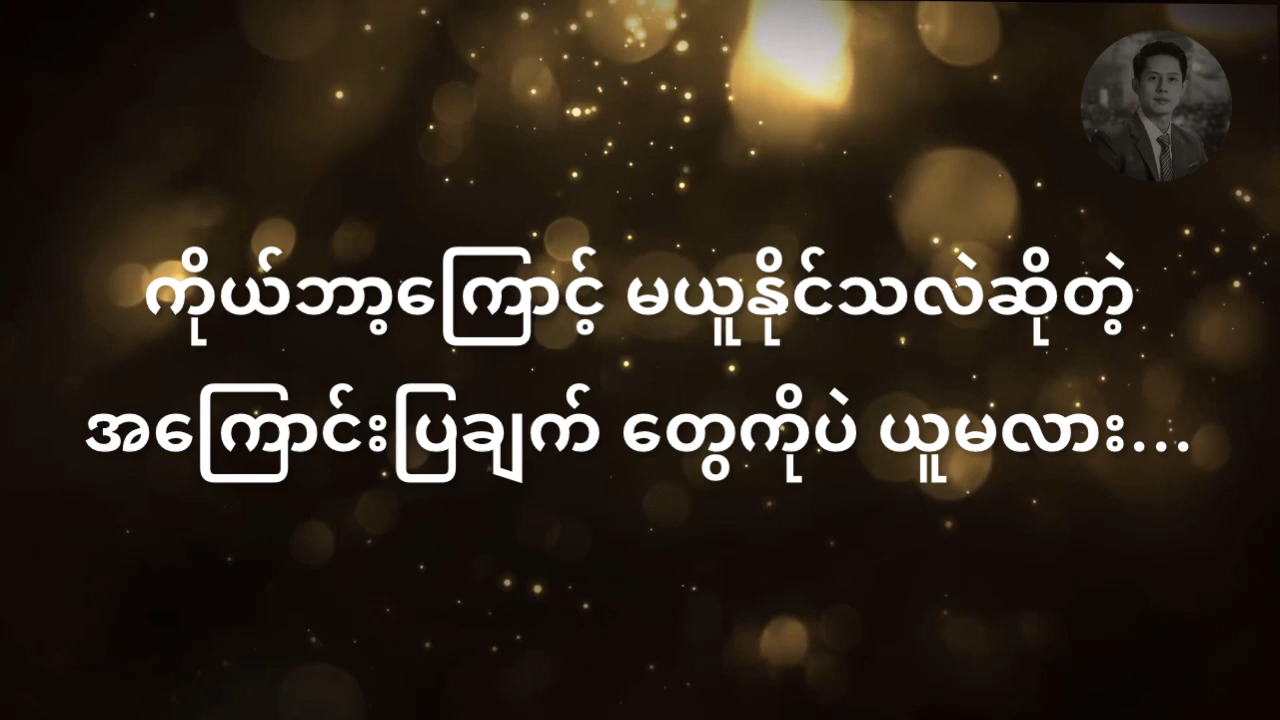 ကိုယ်ဘာ့ကြောင့် မယူနိုင်သလဲဆိုတဲ့
အကြောင်းပြချက် တွေကိုပဲ ယူမလား...